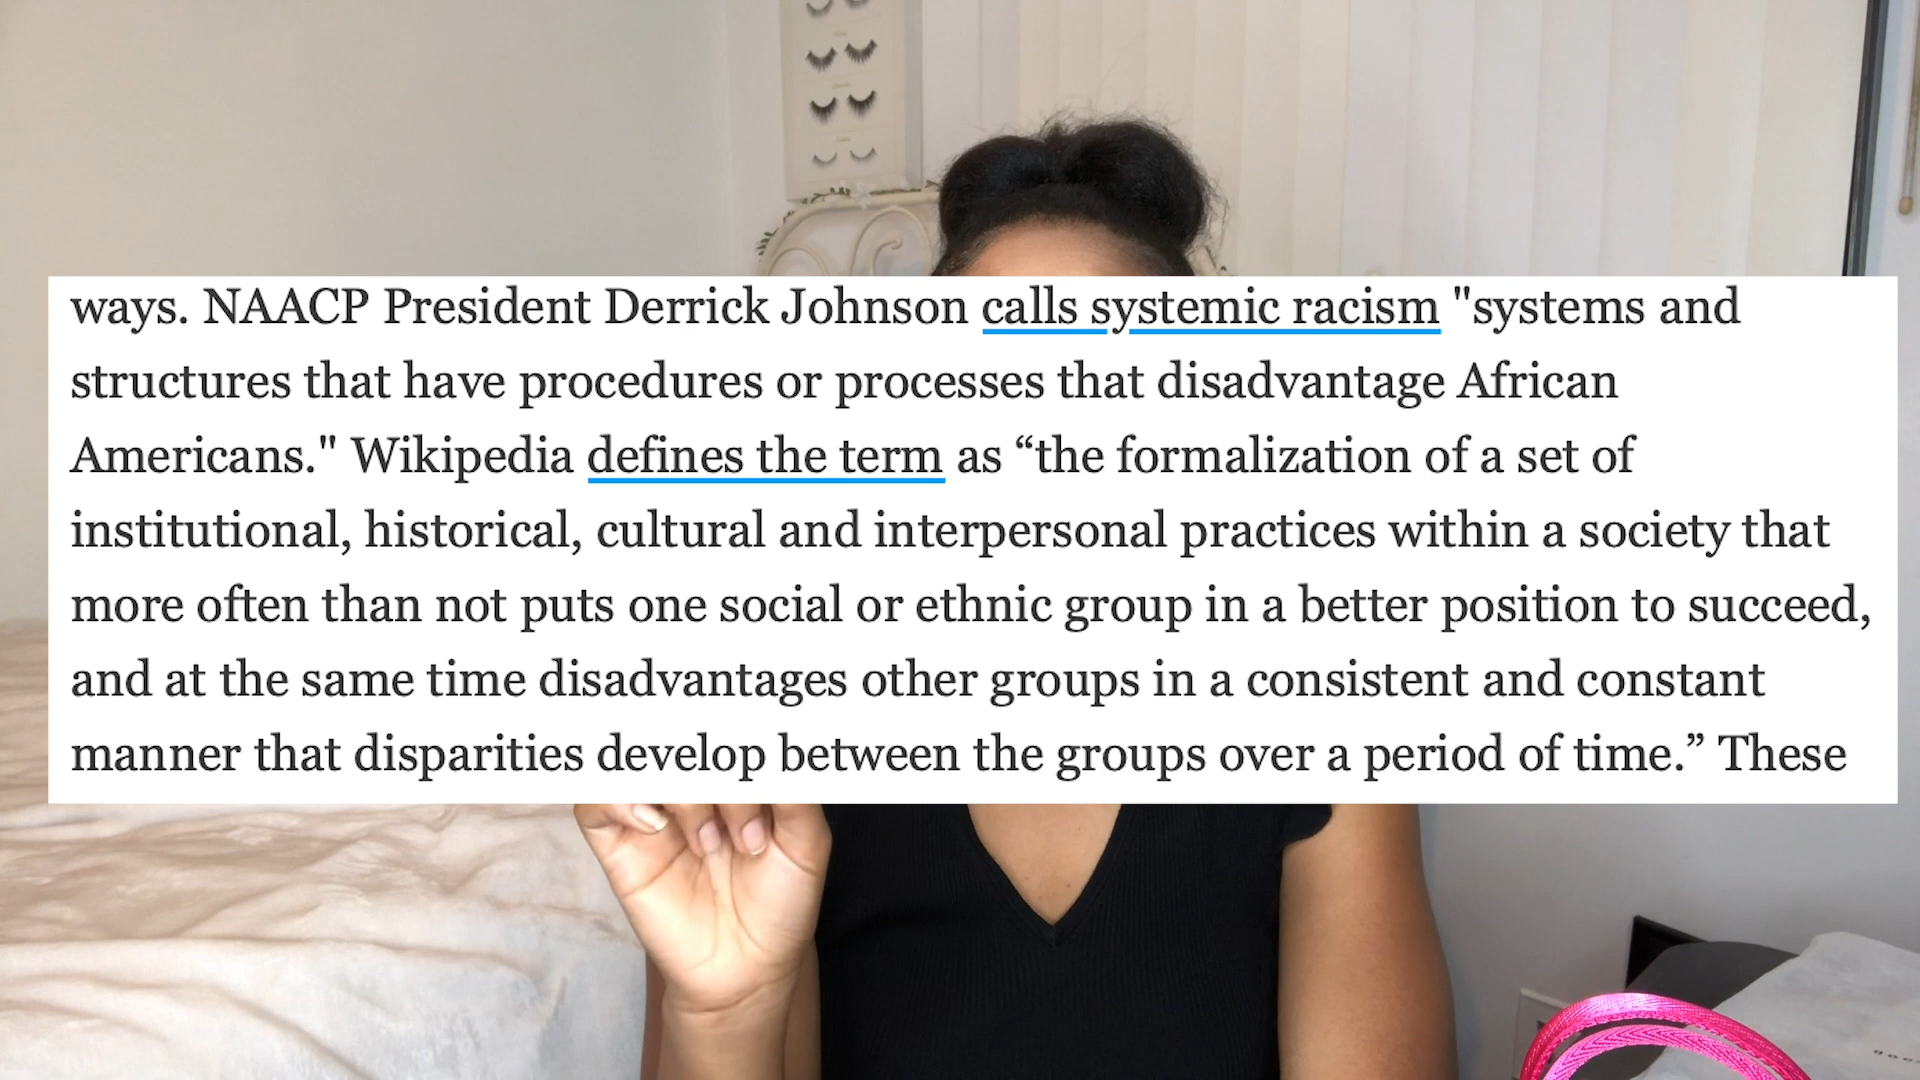 ways. NAACP President Derrick Johnson calls systemic racism "systems and
structures that have procedures or processes that disadvantage African
Americans." Wikipedia defines the term as “the formalization of a set of
institutional, historical, cultural and interpersonal practices within a society that
more often than not puts one social or ethnic group in a better position to succeed,
and at the same time disadvantages other groups in a consistent and constant
manner that disparities develop between the groups over a period of time.” These